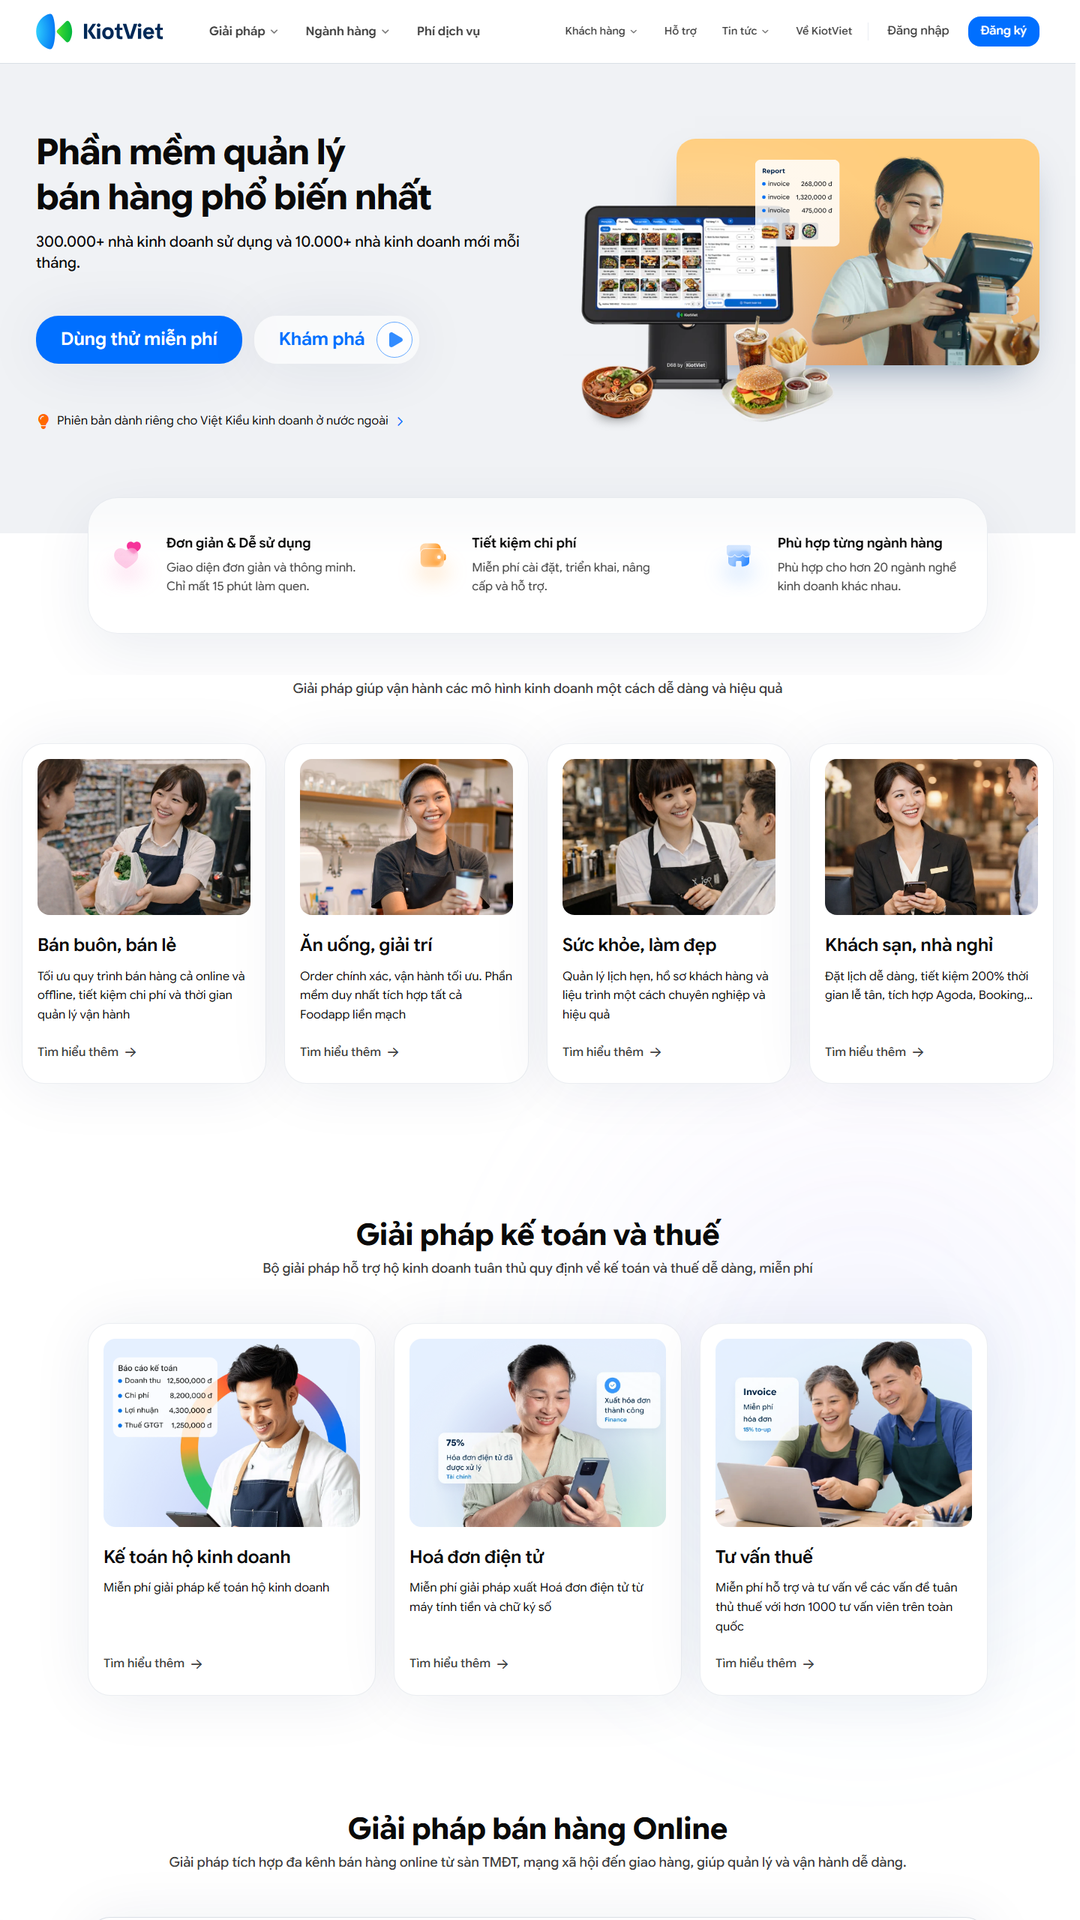 KiotViet
Giải pháp
Ngành hàng
Phí dịch vụ
Khách hàng
Hỗ trợ
Tin tức
Về KiotViet
Đăng nhập
Đăng ký
Phần mềm quản lý
bán hàng phổ biến nhất
300.000+ nhà kinh doanh sử dụng và 10.000+ nhà kinh doanh mới mỗi
tháng.
Dùng thử miễn phí
Khám phá
Phiên bản dành riêng cho Việt Kiều kinh doanh ở nước ngoài
Report
invoice 268,000 đ
invoice 1,320,000 đ
invoice 475,000 đ
KiotViet
DBB by KiotViet
Đơn giản & Dễ sử dụng
Giao diện đơn giản và thông minh.
Chỉ mất 15 phút làm quen.
Tiết kiệm chi phí
Miễn phí cài đặt, triển khai, nâng
cấp và hỗ trợ.
Phù hợp từng ngành hàng
Phù hợp cho hơn 20 ngành nghề
kinh doanh khác nhau.
Giải pháp giúp vận hành các mô hình kinh doanh một cách dễ dàng và hiệu quả
Bán buôn, bán lẻ
Tối ưu quy trình bán hàng cả online và
offline, tiết kiệm chi phí và thời gian
quản lý vận hành
Tìm hiểu thêm
Ăn uống, giải trí
Order chính xác, vận hành tối ưu. Phần
mềm duy nhất tích hợp tất cả
Foodapp liền mạch
Tìm hiểu thêm
Sức khỏe, làm đẹp
Quản lý lịch hẹn, hồ sơ khách hàng và
liệu trình một cách chuyên nghiệp và
hiệu quả
Tìm hiểu thêm
Khách sạn, nhà nghỉ
Đặt lịch dễ dàng, tiết kiệm 200% thời
gian lễ tân, tích hợp Agoda, Booking,..
Tìm hiểu thêm
Giải pháp kế toán và thuế
Bộ giải pháp hỗ trợ hộ kinh doanh tuân thủ quy định về kế toán và thuế dễ dàng, miễn phí
Báo cáo kế toán
Doanh thu 12,500,000 đ
Chi phí 8,200,000 đ
Lợi nhuận 4,300,000 đ
Thuế GTGT 1,250,000 đ
Kế toán hộ kinh doanh
Miễn phí giải pháp kế toán hộ kinh doanh
Tìm hiểu thêm
Xuất hóa đơn
thành công
Finance
75%
Hóa đơn điện tử đã
được xử lý
Tài chính
Hoá đơn điện tử
Miễn phí giải pháp xuất Hoá đơn điện tử từ
máy tính tiền và chữ ký số
Tìm hiểu thêm
Invoice
Miễn phí
hóa đơn
15% to-up
Tư vấn thuế
Miễn phí hỗ trợ và tư vấn về các vấn đề tuân
thủ thuế với hơn 1000 tư vấn viên trên toàn
quốc
Tìm hiểu thêm
Giải pháp bán hàng Online
Giải pháp tích hợp đa kênh bán hàng online từ sàn TMĐT, mạng xã hội đến giao hàng, giúp quản lý và vận hành dễ dàng.